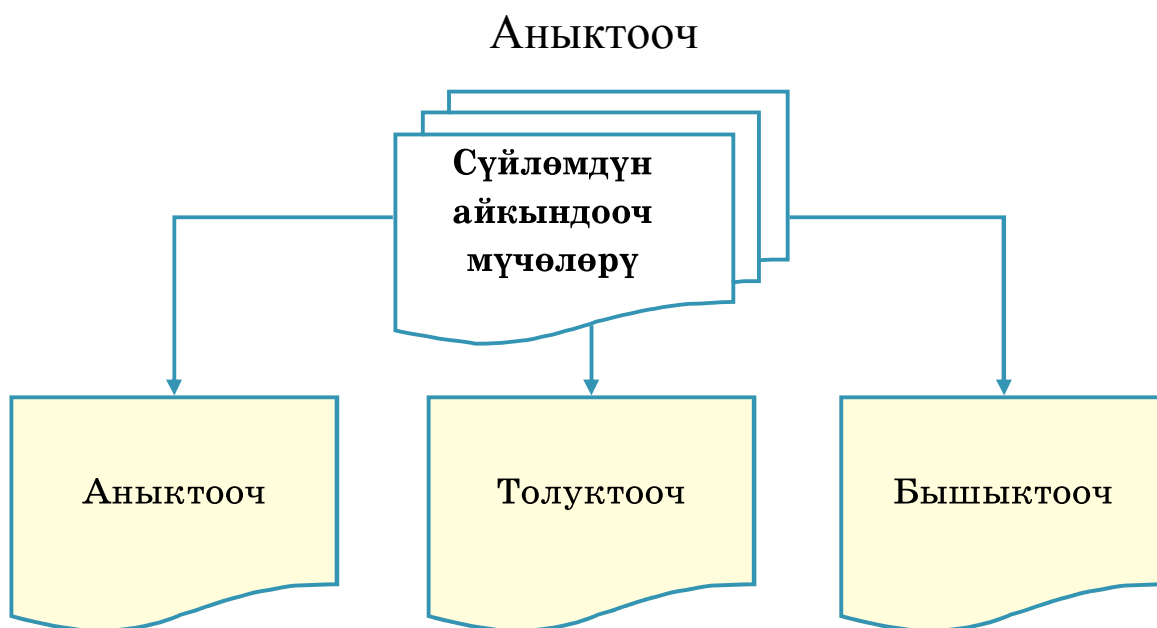 Аныктооч
Сүйлөмдүн
айкындооч
мүчөлөрү
Аныктооч
Толуктооч
Бышыктооч